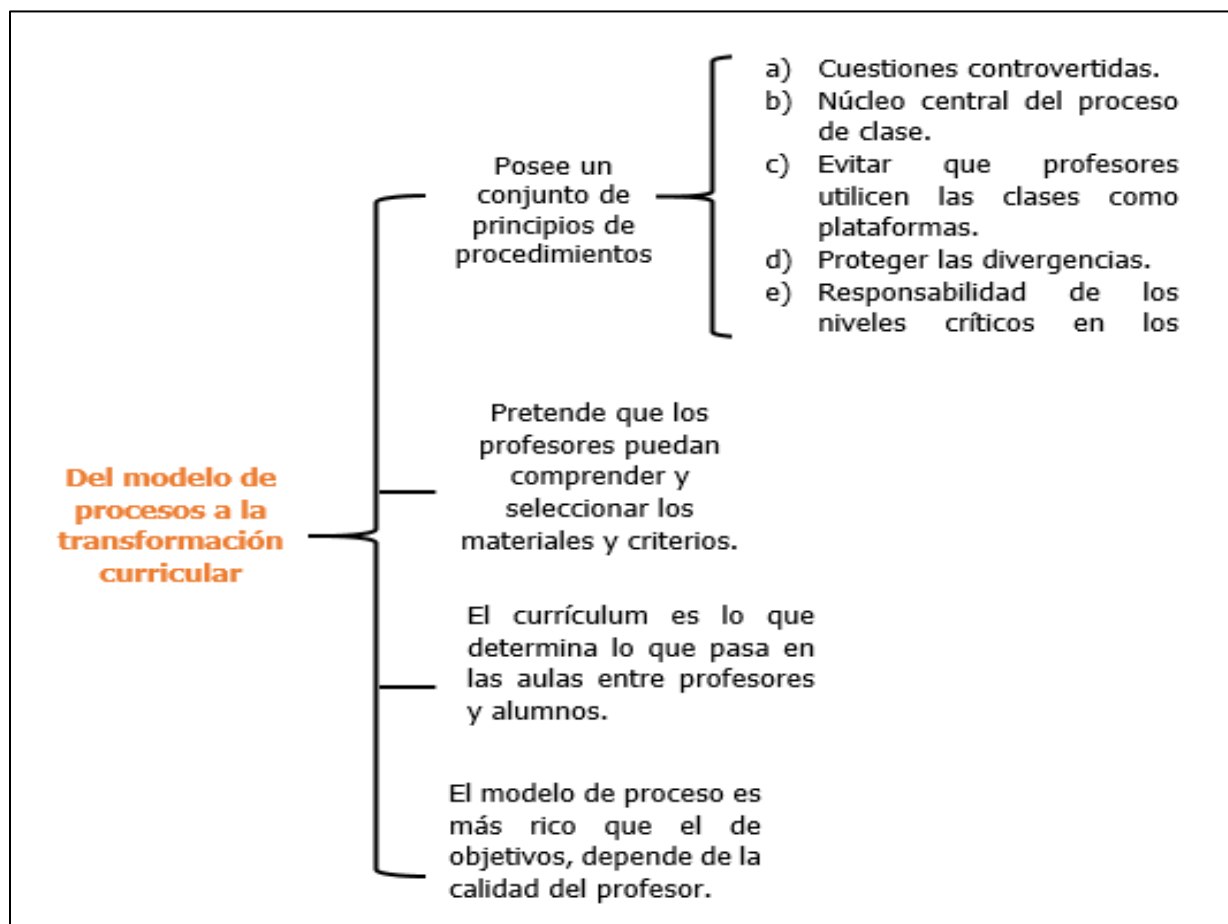 Del modelo de
procesos a la
transformación
curricular
Posee un
conjunto de
principios de
procedimientos
a) Cuestiones controvertidas.
b) Núcleo central del proceso
de clase.
c) Evitar que profesores
utilicen las clases como
plataformas.
d) Proteger las divergencias.
e) Responsabilidad de los
niveles críticos en los
Pretende que los
profesores puedan
comprender y
seleccionar los
materiales y criterios.
El currículum es lo que
determina lo que pasa en
las aulas entre profesores
y alumnos.
El modelo de proceso es
más rico que el de
objetivos, depende de la
calidad del profesor.